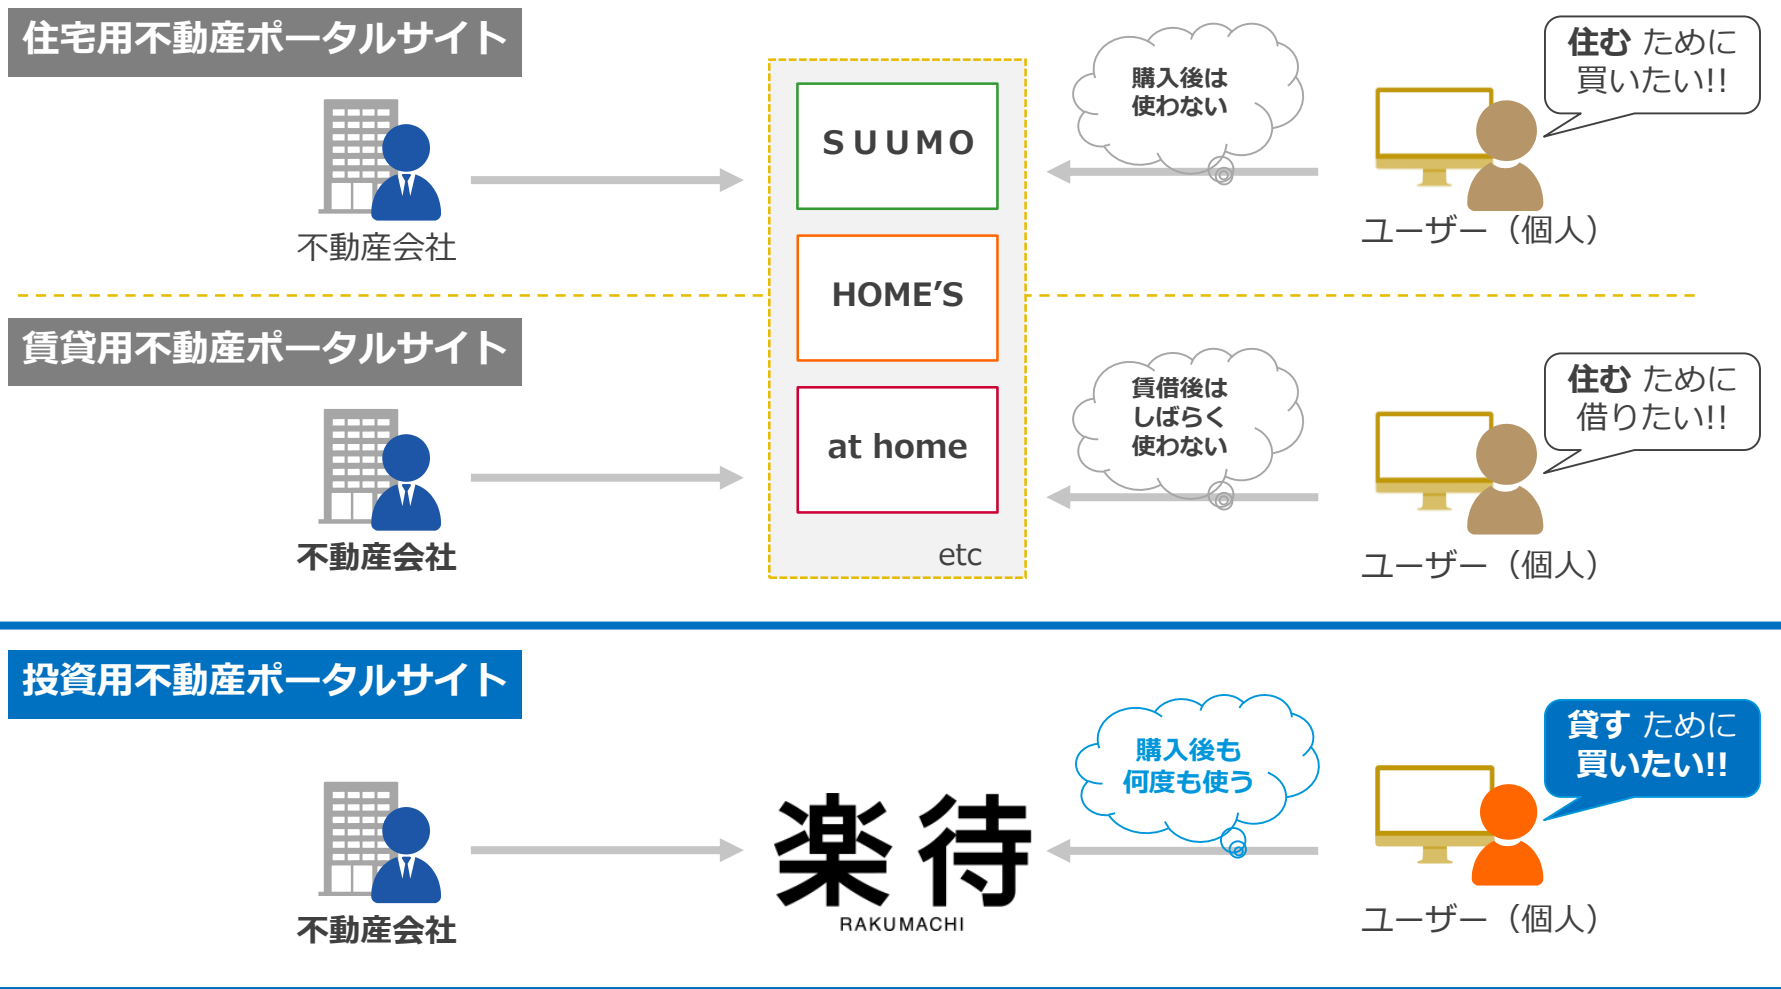 住宅用不動産ポータルサイト
不動産会社
SUUMO
購入後は
使わない
住む ために
買いたい!!
ユーザー（個人）
HOME’S
賃貸用不動産ポータルサイト
不動産会社
at home
etc
賃借後は
しばらく
使わない
住む ために
借りたい!!
ユーザー（個人）
投資用不動産ポータルサイト
不動産会社
楽待
RAKUMACHI
購入後も
何度も使う
貸す ために
買いたい!!
ユーザー（個人）